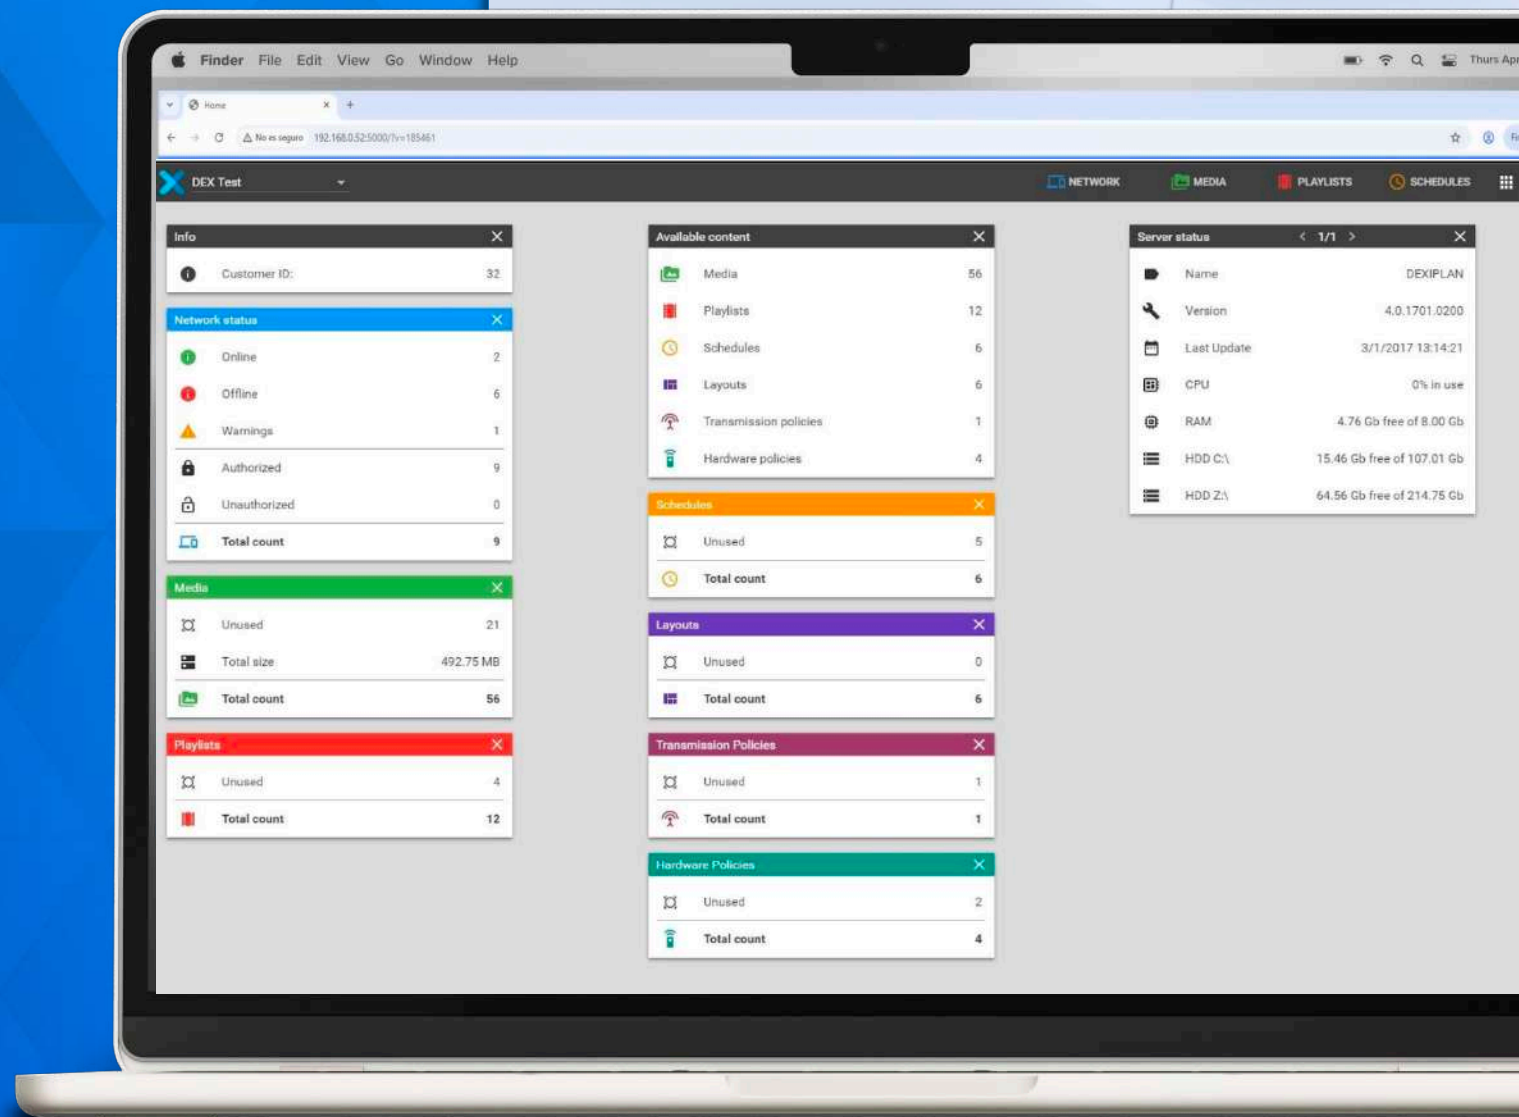 Finder File Edit View Go Window Help
Thurs Apr
Home
No es seguro 192.168.0.52:5000/?v=185461
DEX Test
NETWORK MEDIA PLAYLISTS SCHEDULES
Info
Customer ID: 32
Network status
Online 2
Offline 6
Warnings 1
Authorized 9
Unauthorized 0
Total count 9
Media
Unused 21
Total size 492.75 MB
Total count 56
Playlists
Unused 4
Total count 12
Available content
Media 56
Playlists 12
Schedules 6
Layouts 6
Transmission policies 1
Hardware policies 4
Schedules
Unused 5
Total count 6
Layouts
Unused 0
Total count 6
Transmission Policies
Unused 1
Total count 1
Hardware Policies
Unused 2
Total count 4
Server status < 1/1 >
Name DEXIPLAN
Version 4.0.1701.0200
Last Update 3/1/2017 13:14:21
CPU 0% in use
RAM 4.76 Gb free of 8.00 Gb
HDD C:\ 15.46 Gb free of 107.01 Gb
HDD Z:\ 64.56 Gb free of 214.75 Gb